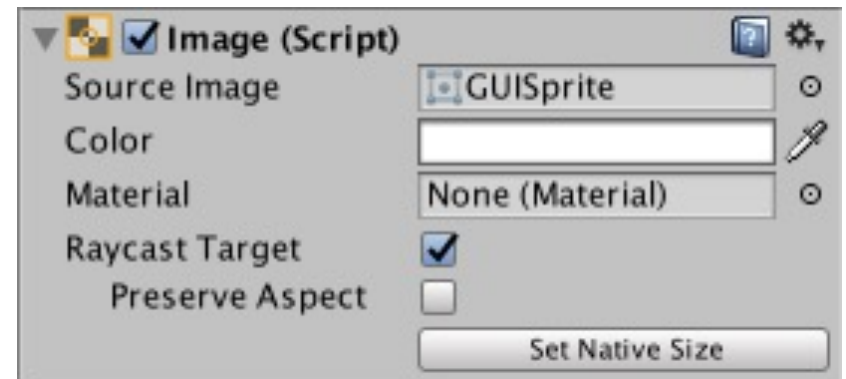 Image (Script)
Source Image GUISprite
Color
Material None (Material)
Raycast Target
Preserve Aspect
Set Native Size